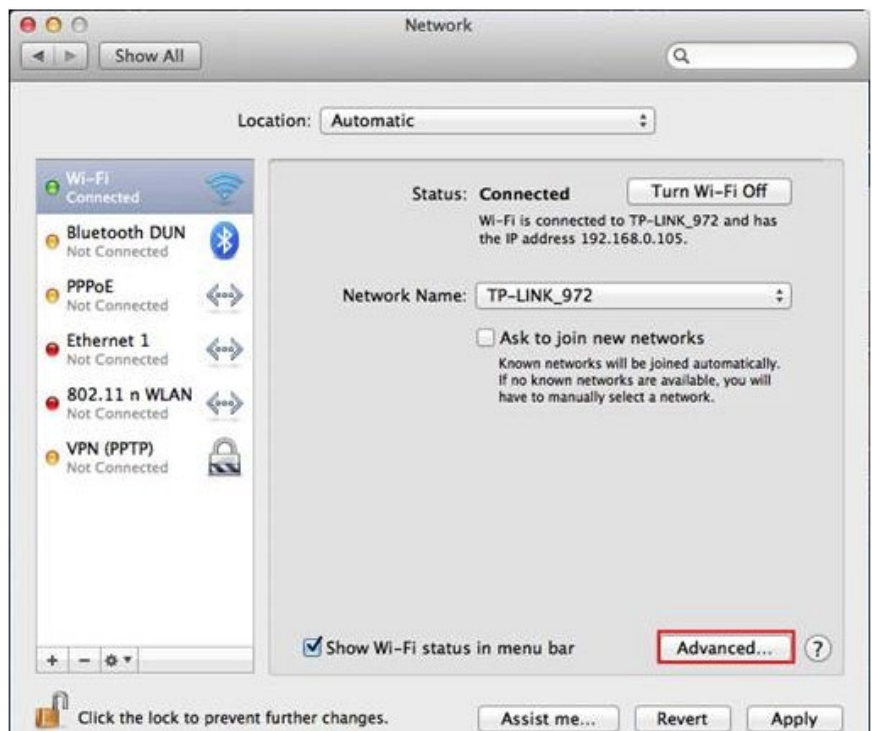 Network
Show All
Location: Automatic
Wi-Fi
Connected
Bluetooth DUN
Not Connected
PPPoE
Not Connected
Ethernet 1
Not Connected
802.11 n WLAN
Not Connected
VPN (PPTP)
Not Connected
Status: Connected
Turn Wi-Fi Off
Wi-Fi is connected to TP-LINK_972 and has
the IP address 192.168.0.105.
Network Name: TP-LINK_972
Ask to join new networks
Known networks will be joined automatically.
If no known networks are available, you will
have to manually select a network.
Show Wi-Fi status in menu bar
Advanced...
?
+ -
Click the lock to prevent further changes.
Assist me...
Revert
Apply